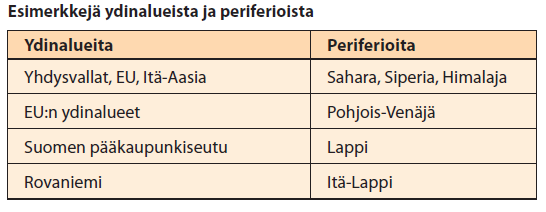 Esimerkkejä ydinalueista ja periferioista
Ydinalueita Periferioita
Yhdysvallat, EU, Itä-Aasia Sahara, Siperia, Himalaja
EU:n ydinalueet Pohjois-Venäjä
Suomen pääkaupunkiseutu Lappi
Rovaniemi Itä-Lappi